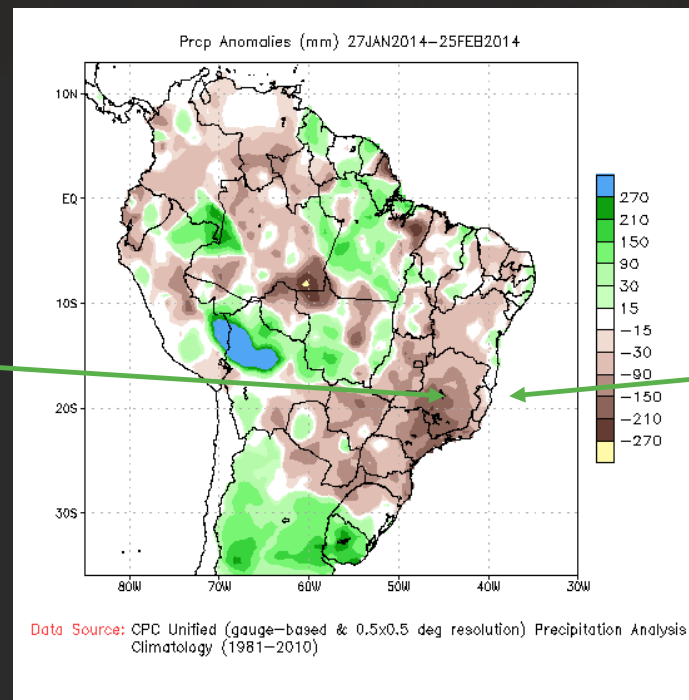 Prcp Anomalies (mm) 27JAN2014–25FEB2014
10N
EQ
10S
20S
30S
80W 70W 60W 50W 40W 30W
270
210
150
90
30
15
−15
−30
−90
−150
−210
−270
Data Source: CPC Unified (gauge−based & 0.5x0.5 deg resolution) Precipitation Analysis
Climatology (1981−2010)